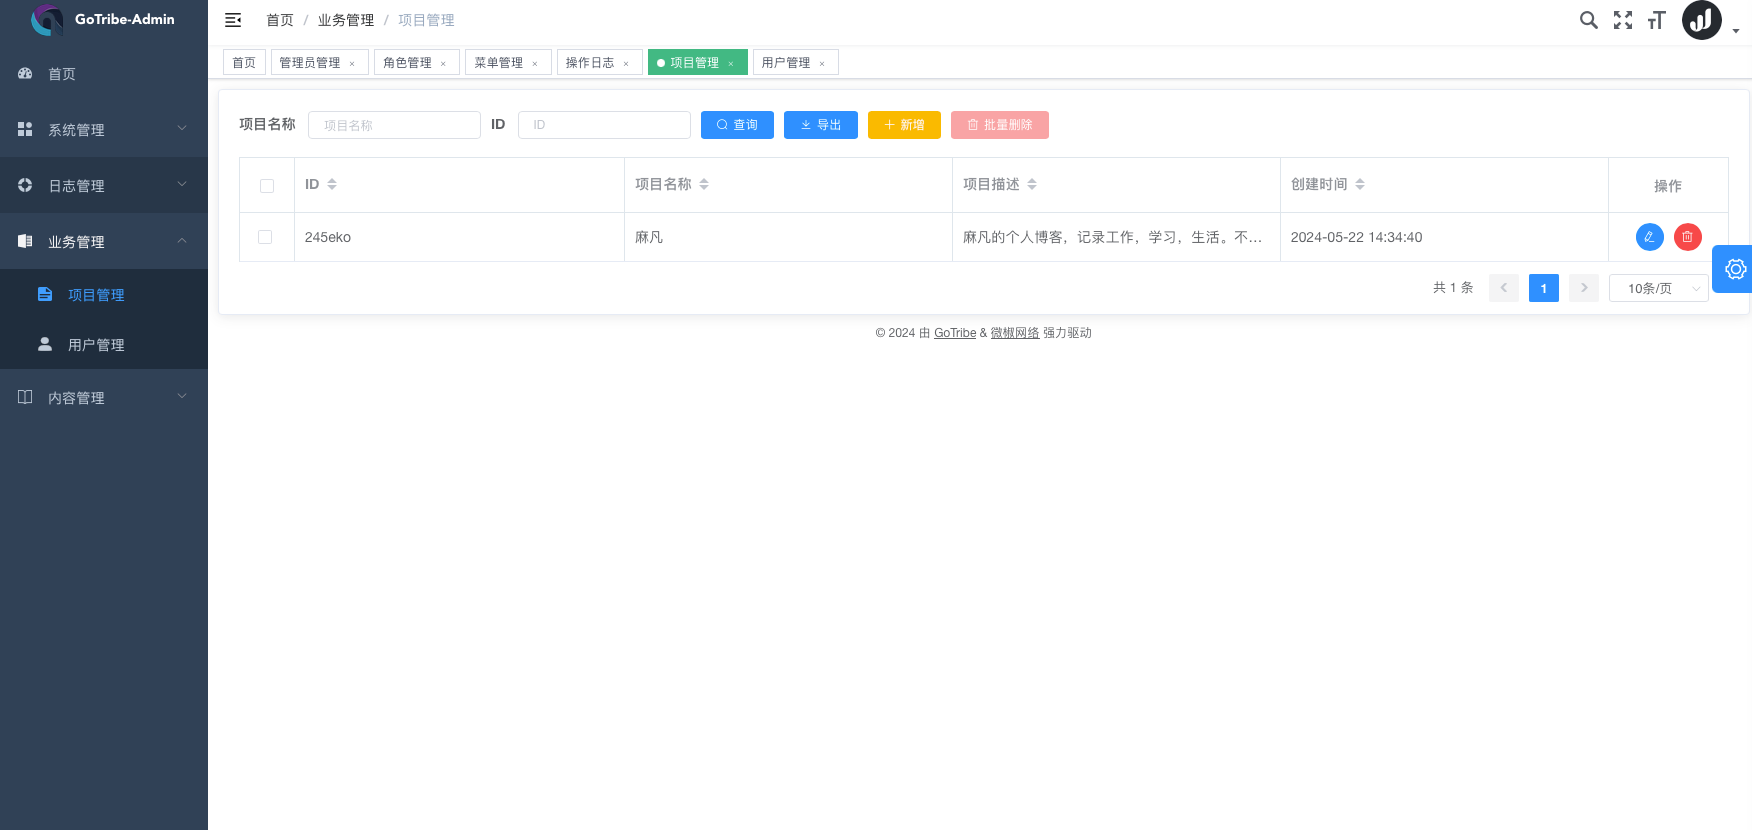 GoTribe-Admin
首页 / 业务管理 / 项目管理
首页 管理员管理 × 角色管理 × 菜单管理 × 操作日志 × 项目管理 × 用户管理 ×
首页
系统管理
日志管理
业务管理
项目管理
用户管理
内容管理
项目名称 项目名称 ID ID 查询 导出 新增 批量删除
ID 项目名称 项目描述 创建时间 操作
245eko 麻凡 麻凡的个人博客，记录工作，学习，生活。不... 2024-05-22 14:34:40
共 1 条 1 10条/页
© 2024 由 GoTribe & 微椒网络 强力驱动